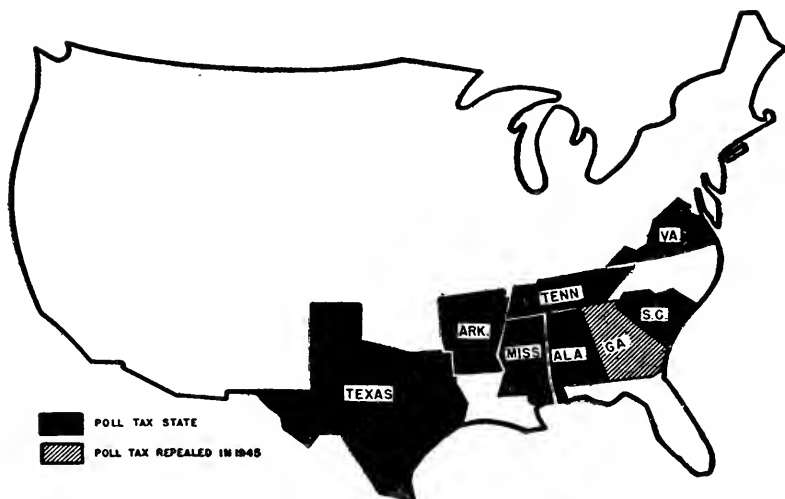 VA.
TENN
S.C.
ARK.
MISS
ALA.
GA
TEXAS
POLL TAX STATE
POLL TAX REPEALED IN 1945